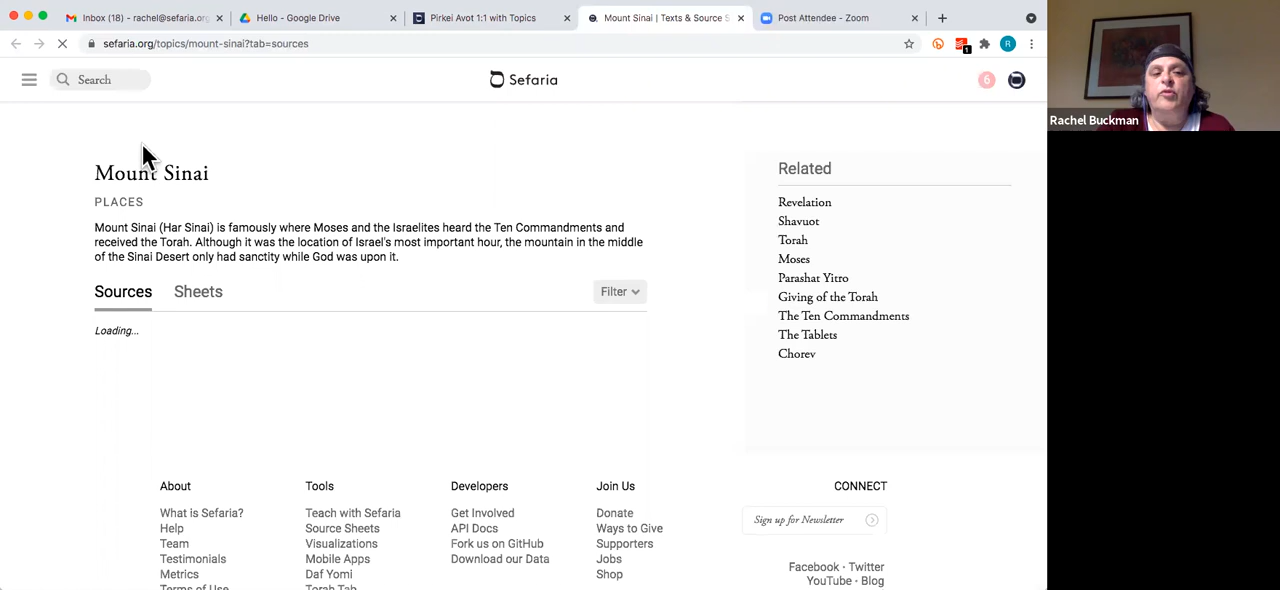 Inbox (18) - rachel@sefaria.org
Hello - Google Drive
Pirkei Avot 1:1 with Topics
Mount Sinai | Texts & Source S
Post Attendee - Zoom
sefaria.org/topics/mount-sinai?tab=sources
1
R
Search
Sefaria
6
Rachel Buckman
Mount Sinai
PLACES
Mount Sinai (Har Sinai) is famously where Moses and the Israelites heard the Ten Commandments and
received the Torah. Although it was the location of Israel's most important hour, the mountain in the middle
of the Sinai Desert only had sanctity while God was upon it.
Sources
Sheets
Filter
Loading...
Related
Revelation
Shavuot
Torah
Moses
Parashat Yitro
Giving of the Torah
The Ten Commandments
The Tablets
Chorev
About
What is Sefaria?
Help
Team
Testimonials
Metrics
Terms of Use
Tools
Teach with Sefaria
Source Sheets
Visualizations
Mobile Apps
Daf Yomi
Torah Tab
Developers
Get Involved
API Docs
Fork us on GitHub
Download our Data
Join Us
Donate
Ways to Give
Supporters
Jobs
Shop
CONNECT
Sign up for Newsletter
Facebook · Twitter
YouTube · Blog